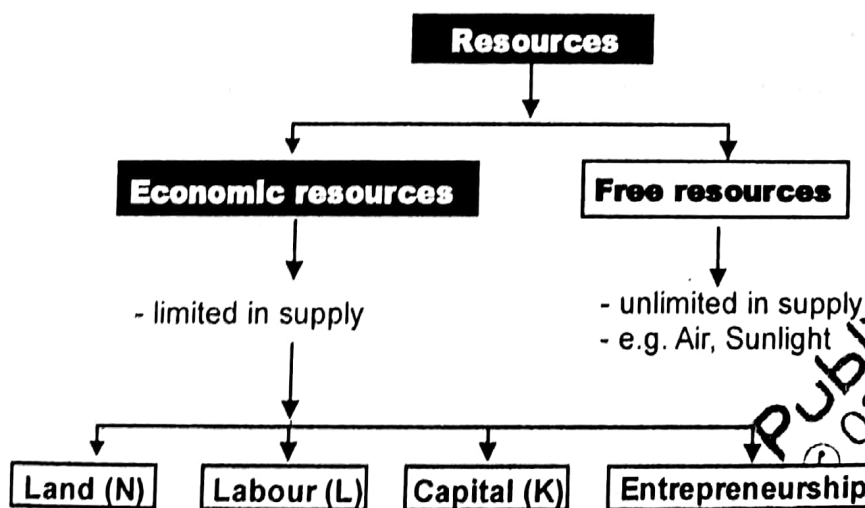 Resources
Economic resources
Free resources
- limited in supply
- unlimited in supply
- e.g. Air, Sunlight
Land (N)
Labour (L)
Capital (K)
Entrepreneurship